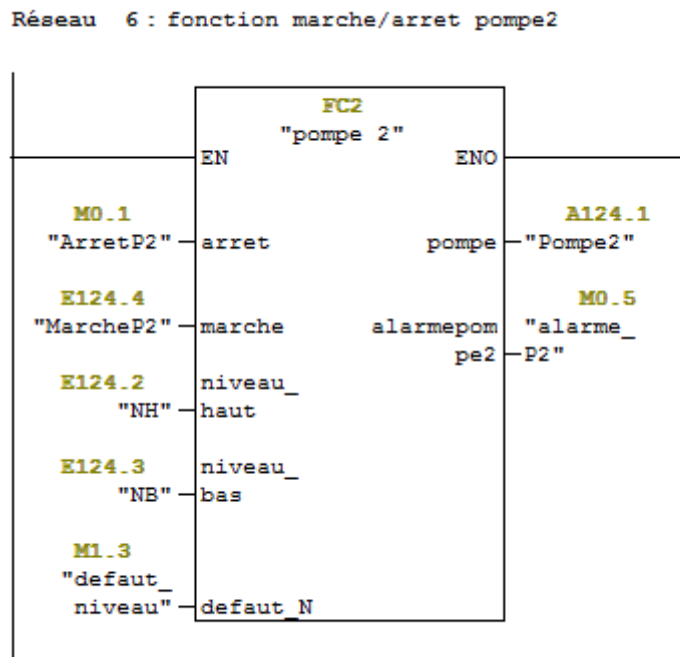 Réseau 6 : fonction marche/arret pompe2
FC2
"pompe 2"
EN ENO
M0.1 A124.1
"ArretP2" arret pompe "Pompe2"
E124.4 M0.5
"MarcheP2" marche alarmepom "alarme_
pe2 P2"
E124.2 niveau_
"NH" haut
E124.3 niveau_
"NB" bas
M1.3
"defaut_
niveau" defaut_N